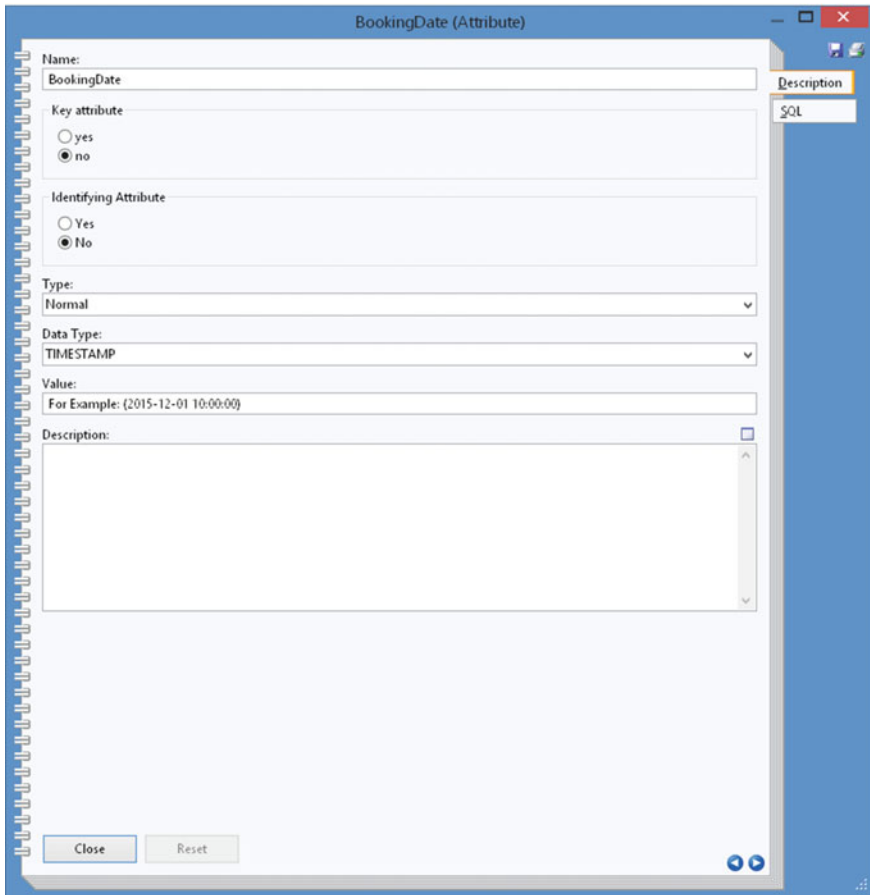 BookingDate (Attribute)
Name:
BookingDate
Key attribute
yes
no
Identifying Attribute
Yes
No
Type:
Normal
Data Type:
TIMESTAMP
Value:
For Example: {2015-12-01 10:00:00}
Description:
Close Reset
Description
SQL